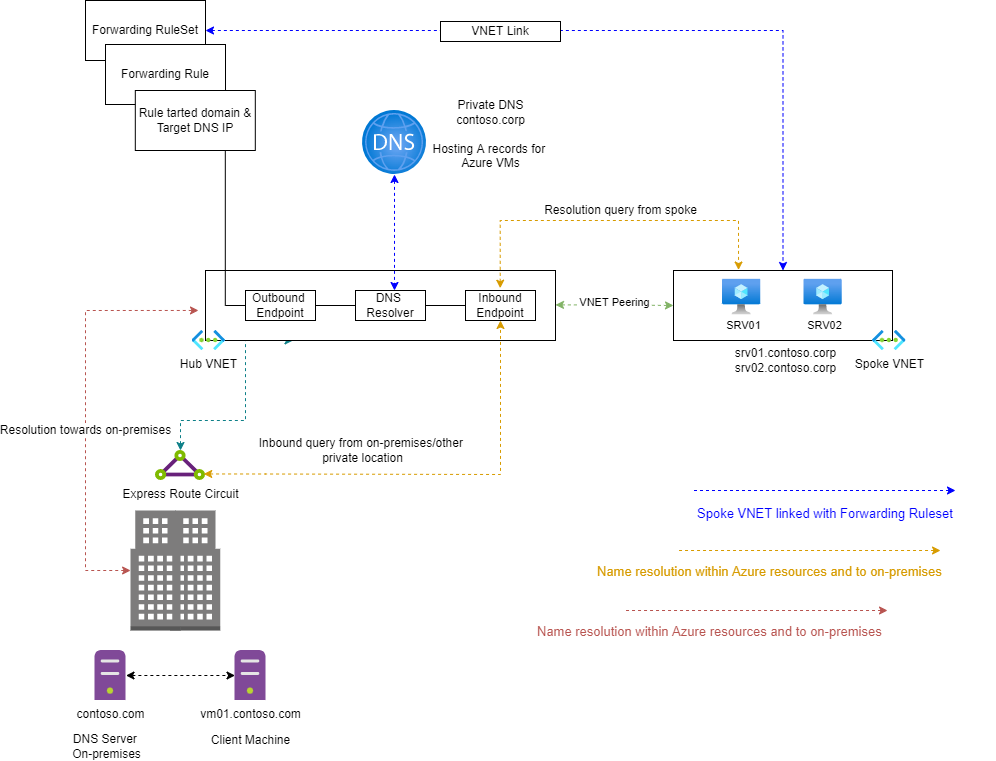 Forwarding RuleSet
VNET Link
Forwarding Rule
Rule tarted domain &
Target DNS IP
Private DNS
contoso.corp
DNS
Hosting A records for
Azure VMs
Resolution query from spoke
Outbound
Endpoint
DNS
Resolver
Inbound
Endpoint
VNET Peering
SRV01
SRV02
Hub VNET
srv01.contoso.corp
srv02.contoso.corp
Spoke VNET
Resolution towards on-premises
Inbound query from on-premises/other
private location
Express Route Circuit
Spoke VNET linked with Forwarding Ruleset
Name resolution within Azure resources and to on-premises
Name resolution within Azure resources and to on-premises
contoso.com
vm01.contoso.com
DNS Server
On-premises
Client Machine